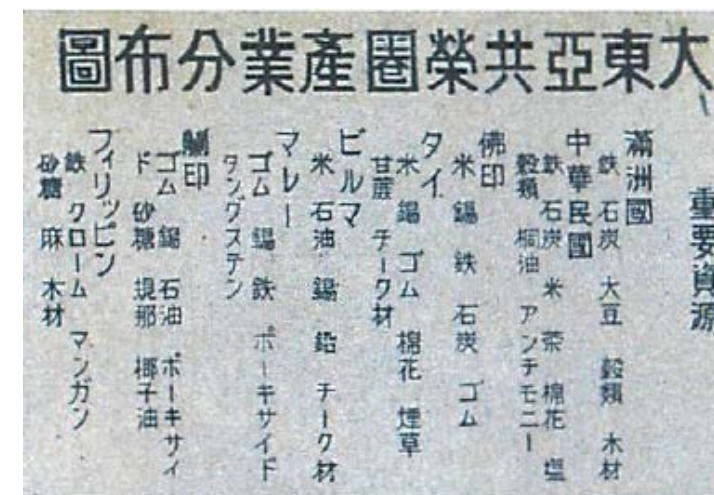 大東亞共榮圈產業分布圖
重要資源
滿洲國
鉄 石炭 大豆 穀類 木材
中華民國
鉄 石炭 米 茶 棉花 塩
穀類 桐油 アンチモニー
佛印
米 錫 鉄 石炭 ゴム
タイ
米 錫 ゴム 棉花 煙草
甘蔗 チーク材
ビルマ
米 石油 錫 鉛 チーク材
マレー
ゴム 錫 鉄 ボーキサイド
タングステン
蘭印
ゴム 錫 石油 ボーキサイ
ド 砂糖 規那 椰子油
フィリッピン
鉄 クローム マンガン
砂糖 麻 木材